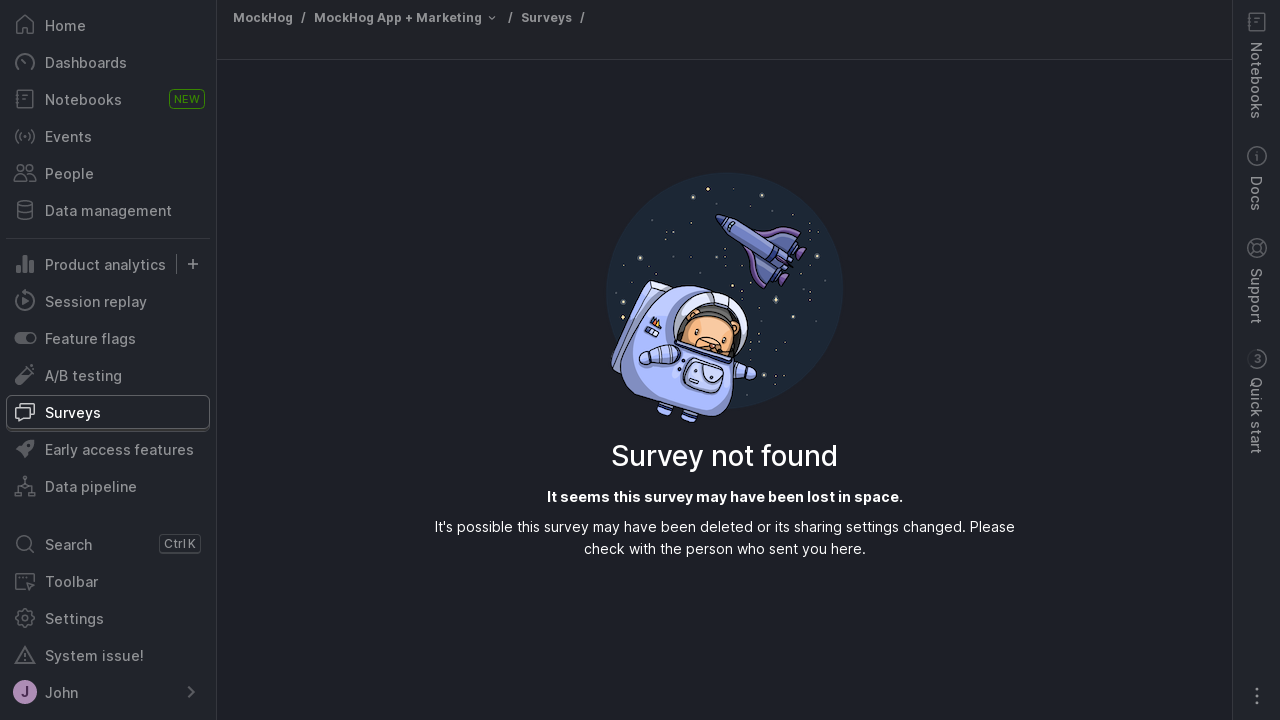 Home
Dashboards
Notebooks NEW
Events
People
Data management
Product analytics
Session replay
Feature flags
A/B testing
Surveys
Early access features
Data pipeline
Search Ctrl K
Toolbar
Settings
System issue!
J John
MockHog / MockHog App + Marketing / Surveys /
Survey not found
It seems this survey may have been lost in space.
It's possible this survey may have been deleted or its sharing settings changed. Please
check with the person who sent you here.
Notebooks
Docs
Support
3
Quick start